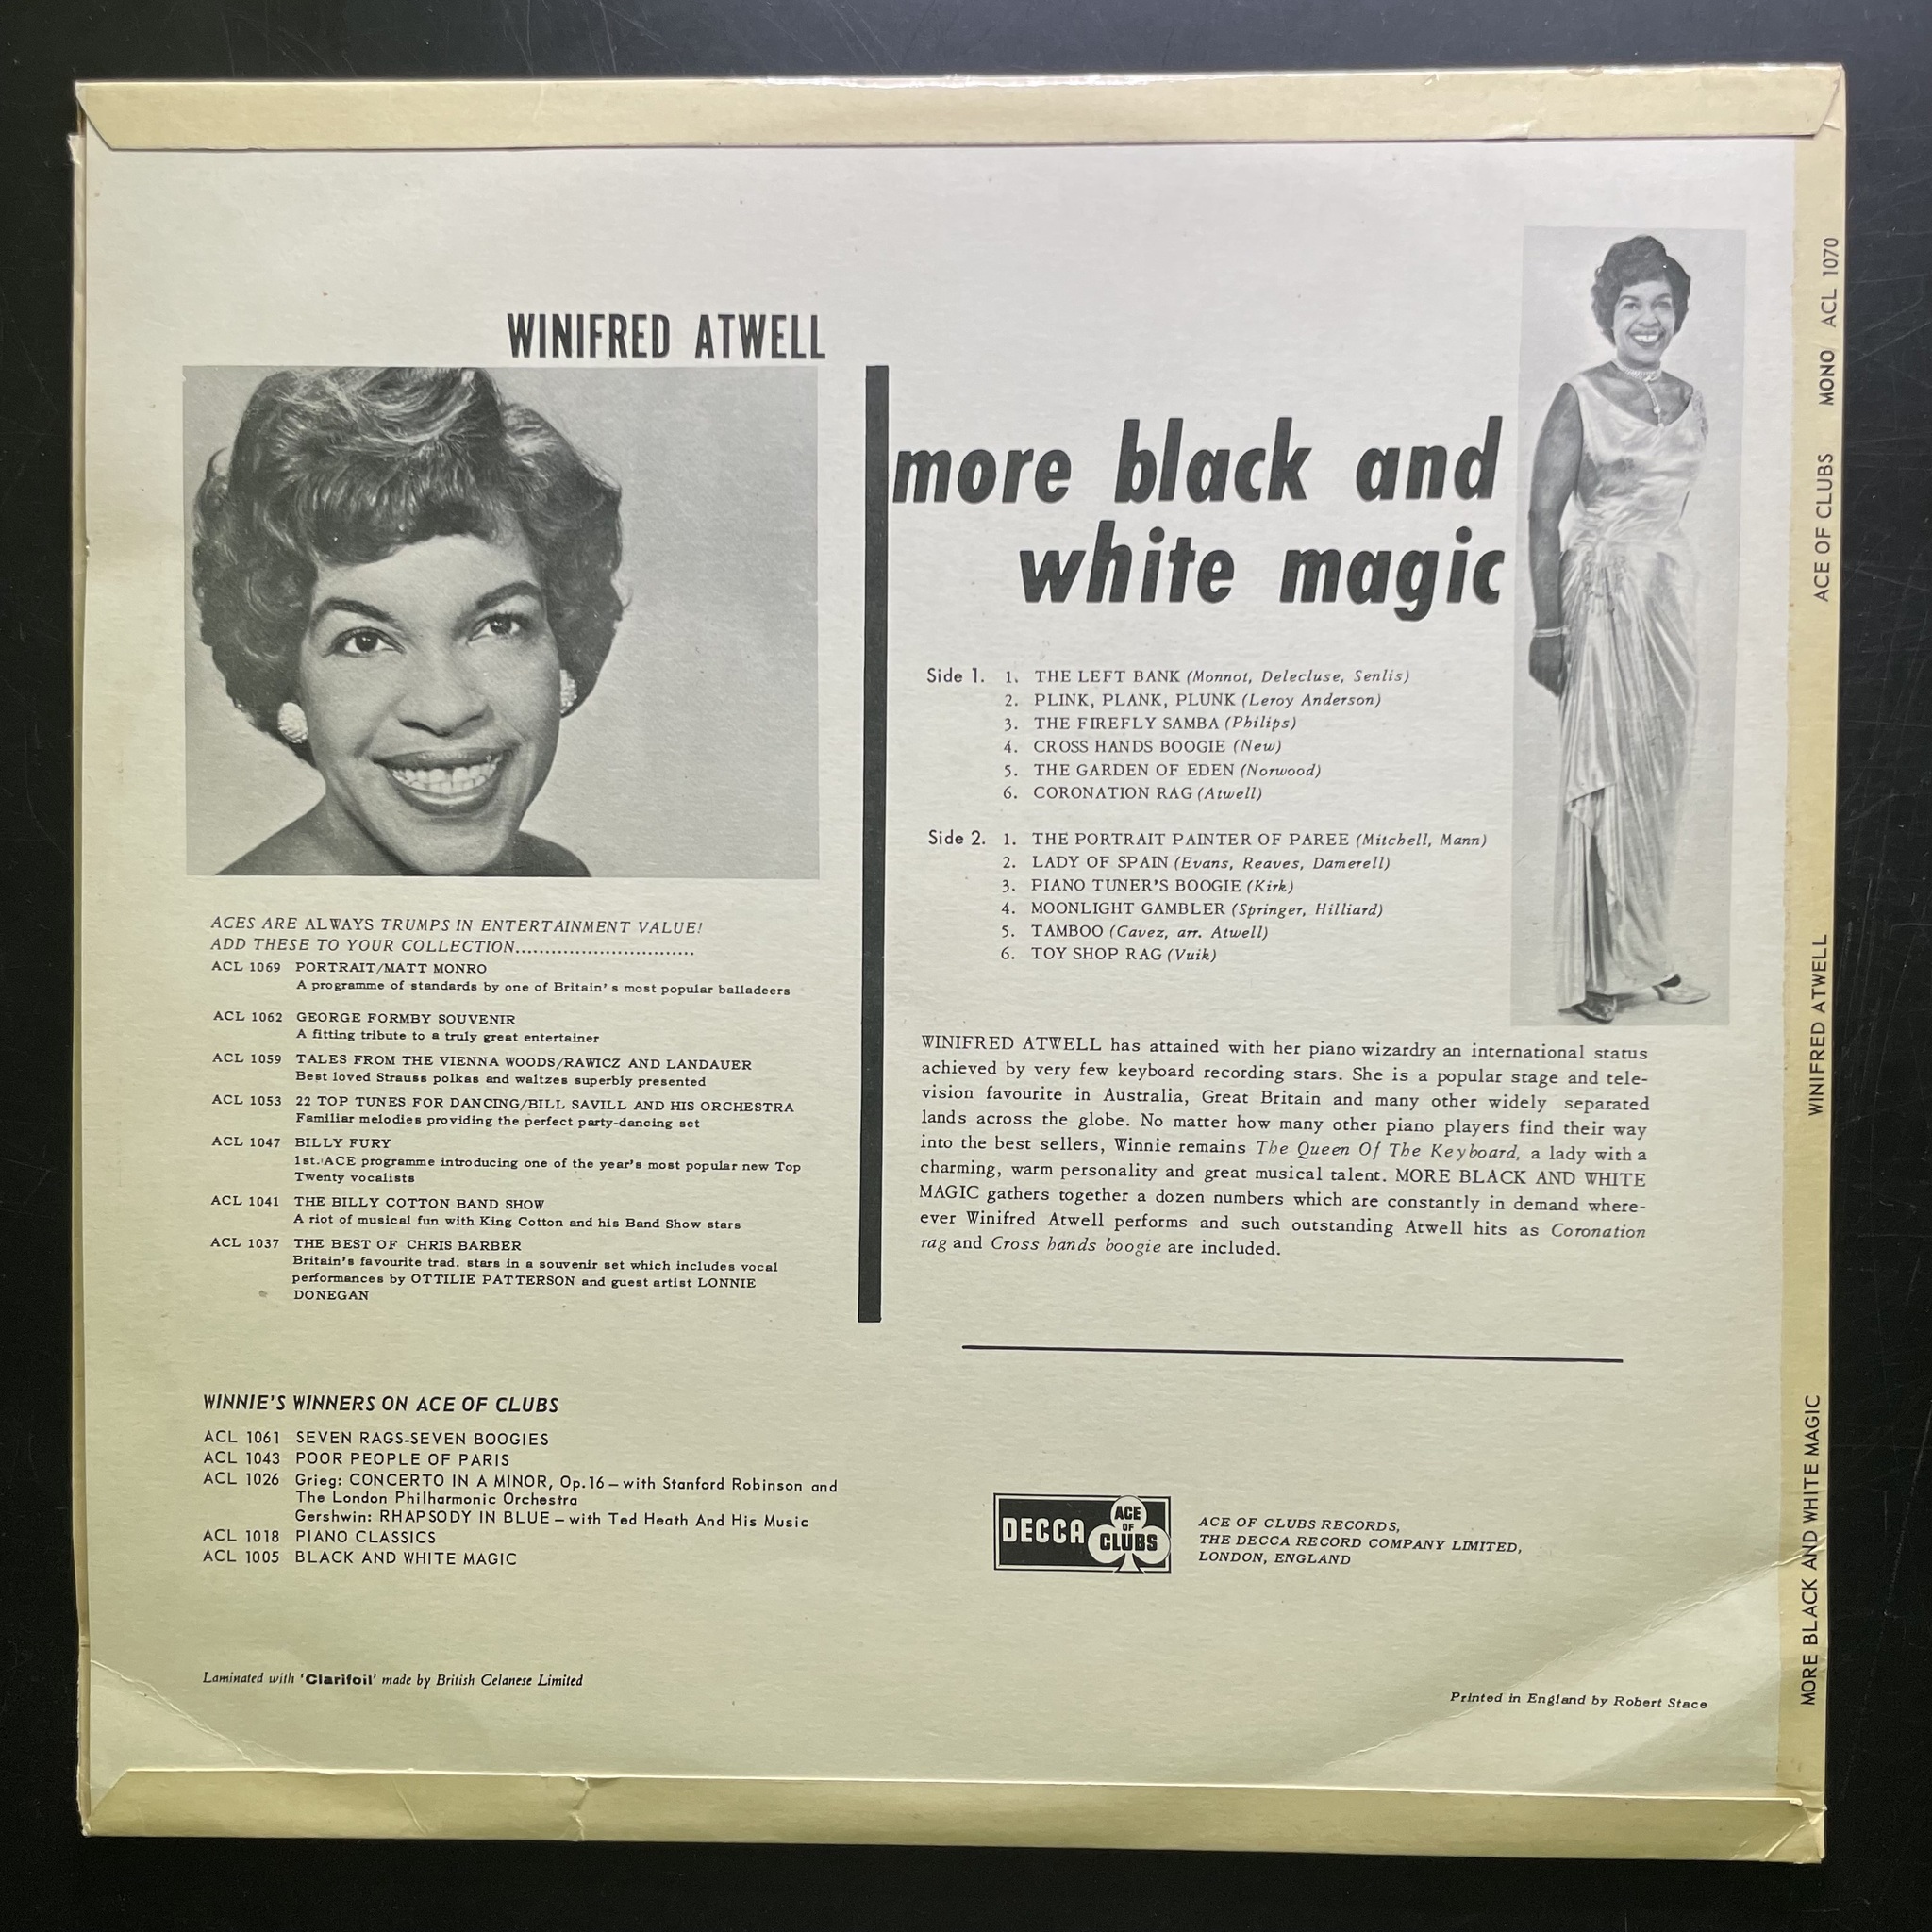 WINIFRED ATWELL
more black and
white magic
Side 1. 1. THE LEFT BANK (Monnot, Delecluse, Senlis)
2. PLINK, PLANK, PLUNK (Leroy Anderson)
3. THE FIREFLY SAMBA (Philips)
4. CROSS HANDS BOOGIE (New)
5. THE GARDEN OF EDEN (Norwood)
6. CORONATION RAG (Atwell)
Side 2. 1. THE PORTRAIT PAINTER OF PAREE (Mitchell, Mann)
2. LADY OF SPAIN (Evans, Reaves, Damerell)
3. PIANO TUNER'S BOOGIE (Kirk)
4. MOONLIGHT GAMBLER (Springer, Hilliard)
5. TAMBOO (Cavez, arr. Atwell)
6. TOY SHOP RAG (Vuik)
WINIFRED ATWELL has attained with her piano wizardry an international status
achieved by very few keyboard recording stars. She is a popular stage and tele-
vision favourite in Australia, Great Britain and many other widely separated
lands across the globe. No matter how many other piano players find their way
into the best sellers, Winnie remains The Queen Of The Keyboard, a lady with a
charming, warm personality and great musical talent. MORE BLACK AND WHITE
MAGIC gathers together a dozen numbers which are constantly in demand where-
ever Winifred Atwell performs and such outstanding Atwell hits as Coronation
rag and Cross hands boogie are included.
ACES ARE ALWAYS TRUMPS IN ENTERTAINMENT VALUE!
ADD THESE TO YOUR COLLECTION..............................
ACL 1069 PORTRAIT/MATT MONRO
A programme of standards by one of Britain's most popular balladeers
ACL 1062 GEORGE FORMBY SOUVENIR
A fitting tribute to a truly great entertainer
ACL 1059 TALES FROM THE VIENNA WOODS/RAWICZ AND LANDAUER
Best loved Strauss polkas and waltzes superbly presented
ACL 1053 22 TOP TUNES FOR DANCING/BILL SAVILL AND HIS ORCHESTRA
Familiar melodies providing the perfect party-dancing set
ACL 1047 BILLY FURY
1st. ACE programme introducing one of the year's most popular new Top
Twenty vocalists
ACL 1041 THE BILLY COTTON BAND SHOW
A riot of musical fun with King Cotton and his Band Show stars
ACL 1037 THE BEST OF CHRIS BARBER
Britain's favourite trad. stars in a souvenir set which includes vocal
performances by OTTILIE PATTERSON and guest artist LONNIE
DONEGAN
WINNIE'S WINNERS ON ACE OF CLUBS
ACL 1061 SEVEN RAGS-SEVEN BOOGIES
ACL 1043 POOR PEOPLE OF PARIS
ACL 1026 Grieg: CONCERTO IN A MINOR, Op.16 – with Stanford Robinson and
The London Philharmonic Orchestra
Gershwin: RHAPSODY IN BLUE – with Ted Heath And His Music
ACL 1018 PIANO CLASSICS
ACL 1005 BLACK AND WHITE MAGIC
DECCA
ACE
OF
CLUBS
ACE OF CLUBS RECORDS,
THE DECCA RECORD COMPANY LIMITED,
LONDON, ENGLAND
Laminated with 'Clarifoil' made by British Celanese Limited
Printed in England by Robert Stace
MORE BLACK AND WHITE MAGIC WINIFRED ATWELL ACE OF CLUBS MONO ACL 1070